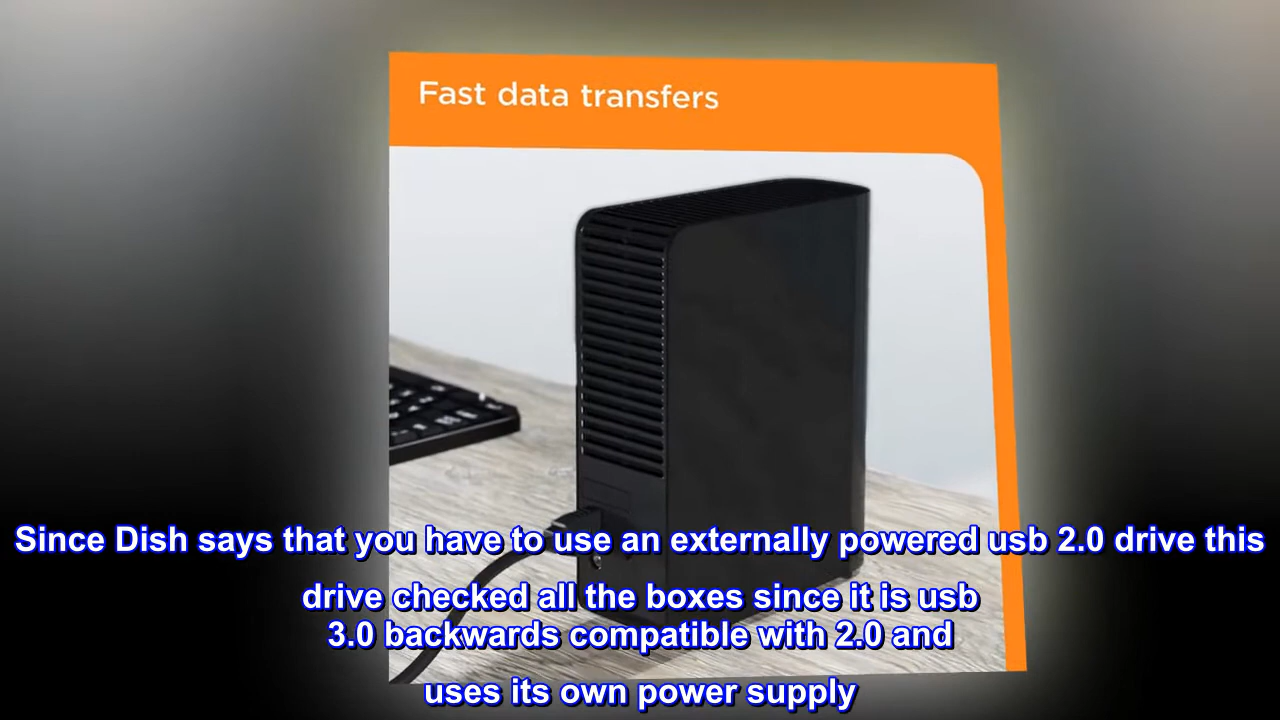 Fast data transfers
Since Dish says that you have to use an externally powered usb 2.0 drive this
drive checked all the boxes since it is usb
3.0 backwards compatible with 2.0 and
uses its own power supply